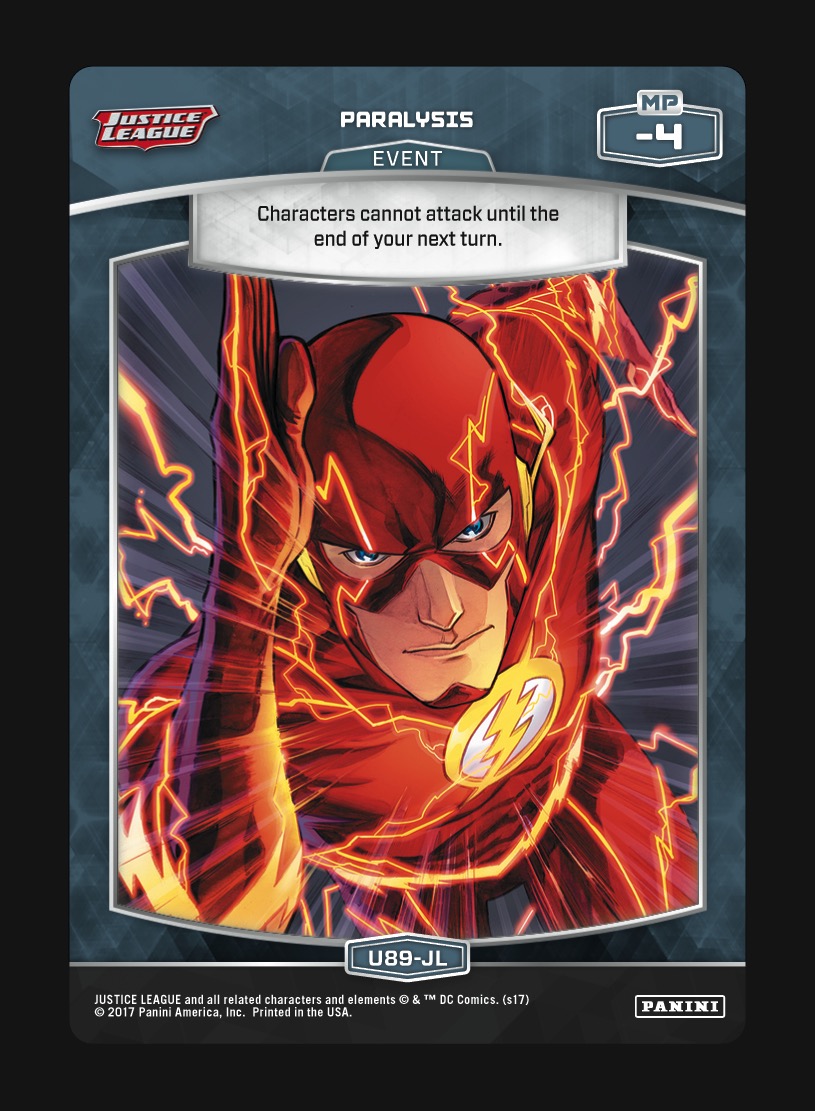 JUSTICE
LEAGUE
PARALYSIS
MP
-4
EVENT
Characters cannot attack until the
end of your next turn.
U89-JL
JUSTICE LEAGUE and all related characters and elements © & ™ DC Comics. (s17)
© 2017 Panini America, Inc. Printed in the USA.
PANINI